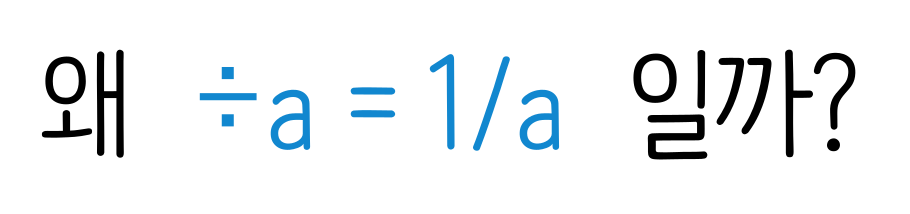 왜 ÷a = 1/a 일까?